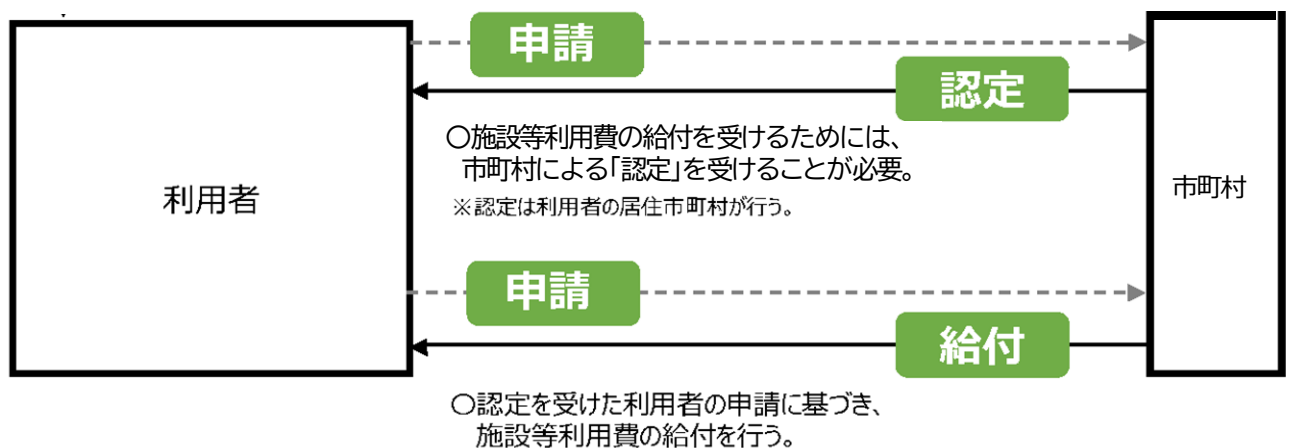 申請
認定
〇施設等利用費の給付を受けるためには、
市町村による「認定」を受けることが必要。
※認定は利用者の居住市町村が行う。
利用者
市町村
申請
給付
〇認定を受けた利用者の申請に基づき、
施設等利用費の給付を行う。